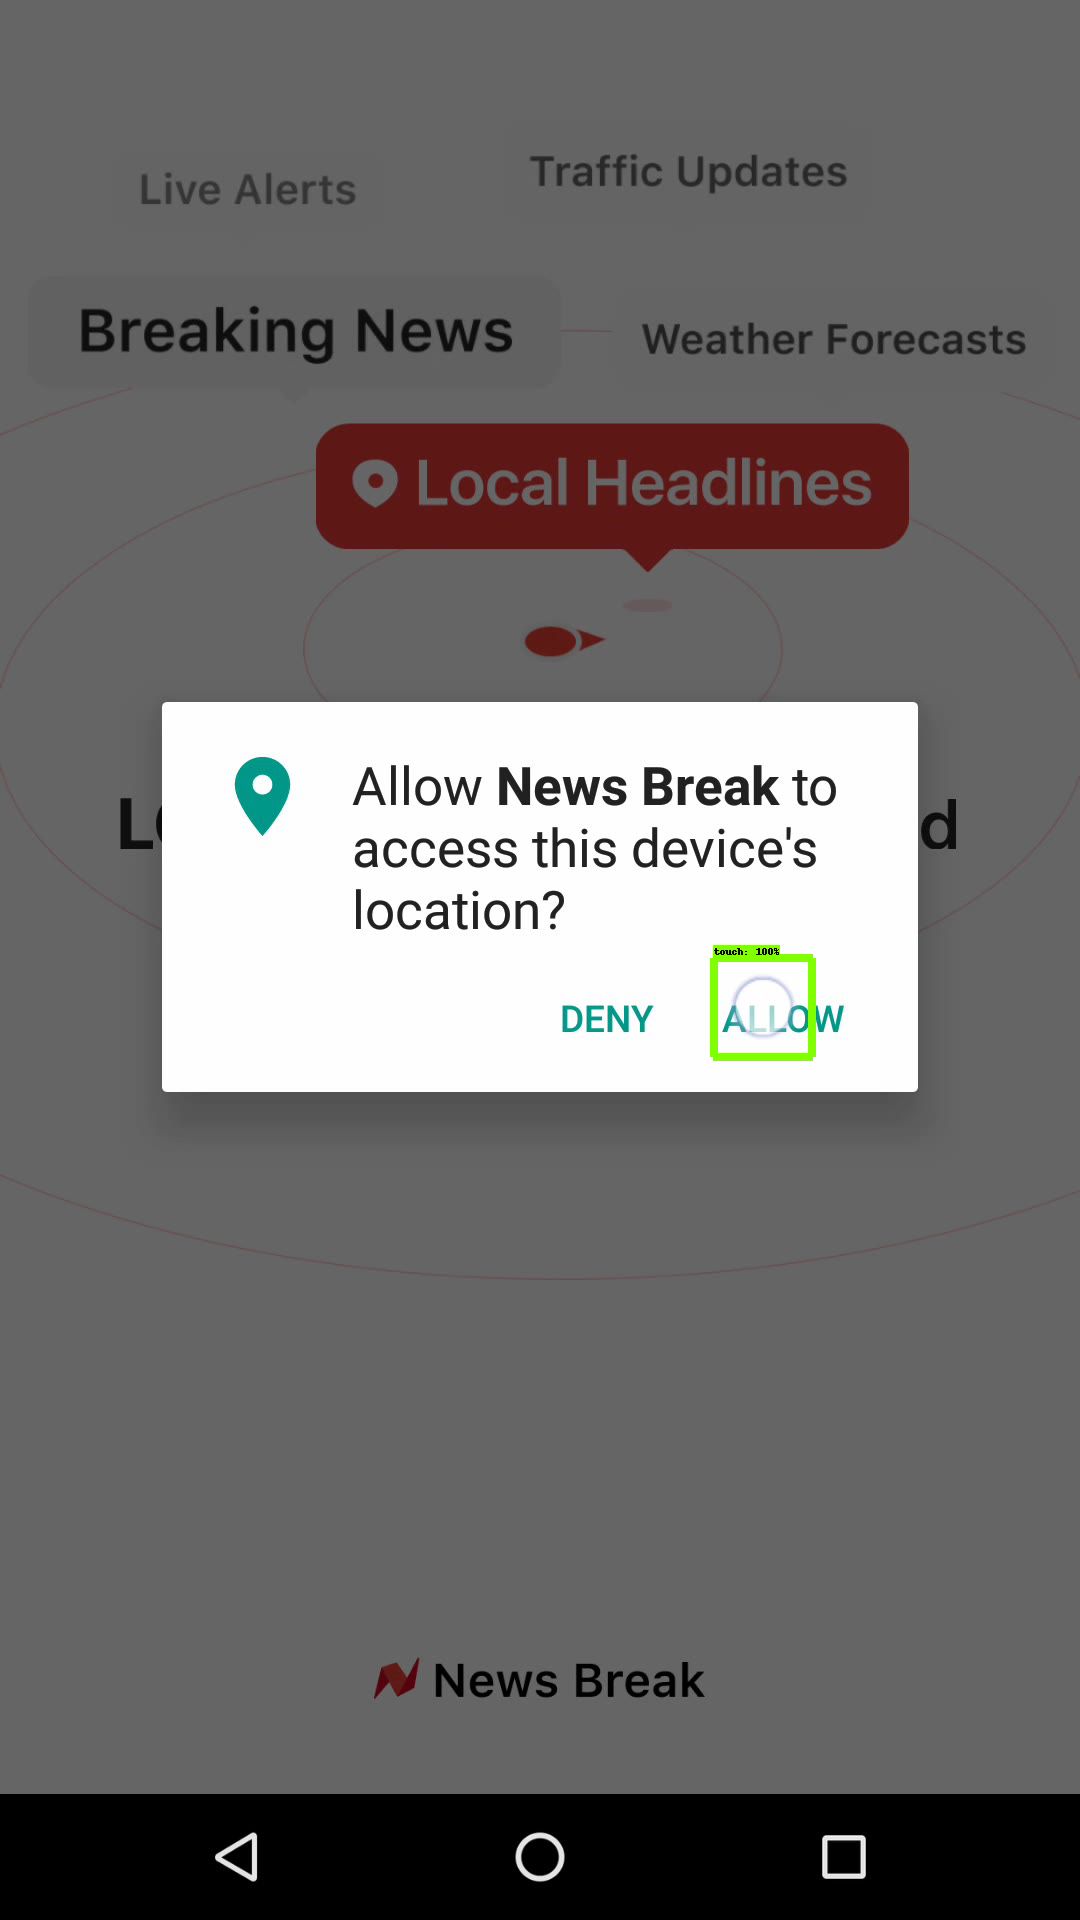 Live Alerts
Traffic Updates
Breaking News
Weather Forecasts
Local Headlines
Allow News Break to
access this device's
location?
d
touch: 100%
DENY
ALLOW
News Break